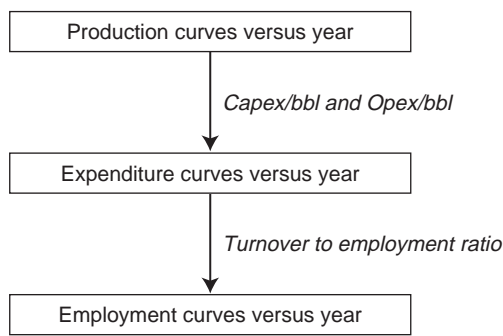 Production curves versus year
Capex/bbl and Opex/bbl
Expenditure curves versus year
Turnover to employment ratio
Employment curves versus year